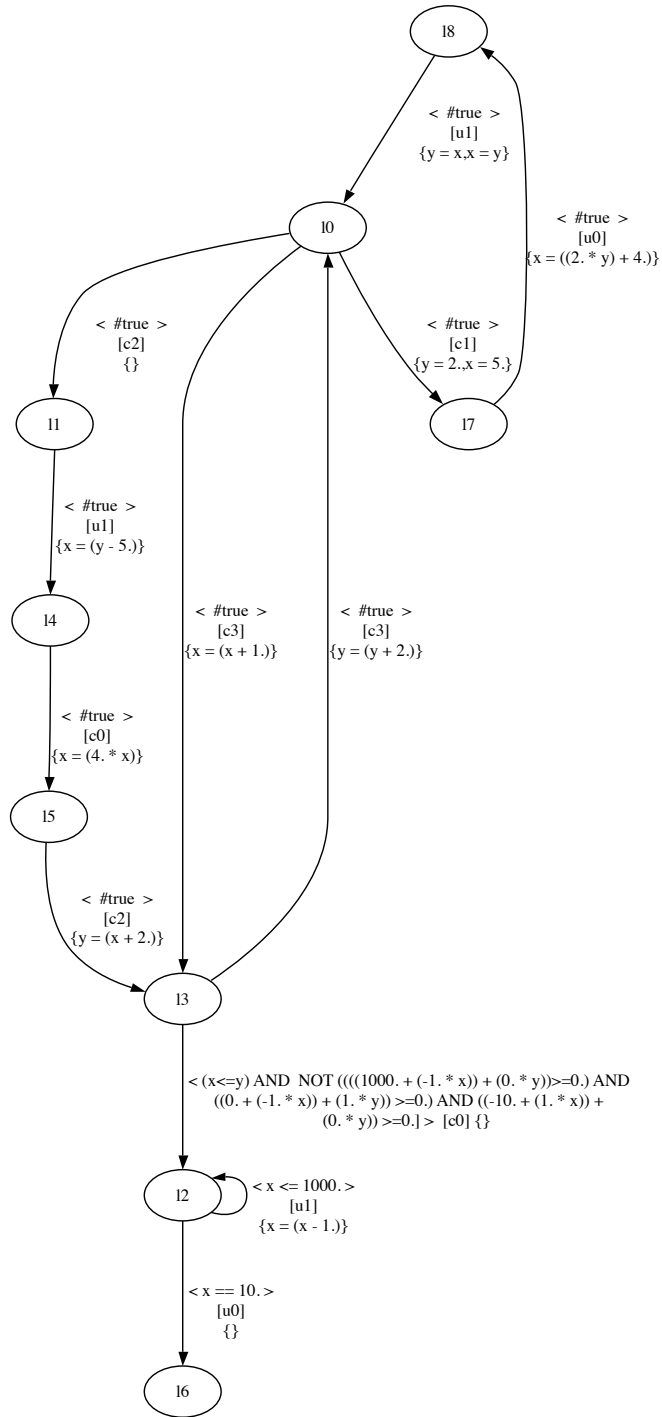 l8
< #true >
[u1]
{y = x,x = y}
l0
< #true >
[u0]
{x = ((2. * y) + 4.)}
< #true >
[c2]
{}
< #true >
[c1]
{y = 2.,x = 5.}
l1
l7
< #true >
[u1]
{x = (y - 5.)}
l4
< #true >
[c3]
{x = (x + 1.)}
< #true >
[c3]
{y = (y + 2.)}
< #true >
[c0]
{x = (4. * x)}
l5
< #true >
[c2]
{y = (x + 2.)}
l3
< (x<=y) AND NOT ((((1000. + (-1. * x)) + (0. * y))>=0.) AND
((0. + (-1. * x)) + (1. * y)) >=0.) AND ((-10. + (1. * x)) +
(0. * y)) >=0.] > [c0] {}
l2
< x <= 1000. >
[u1]
{x = (x - 1.)}
< x == 10. >
[u0]
{}
l6